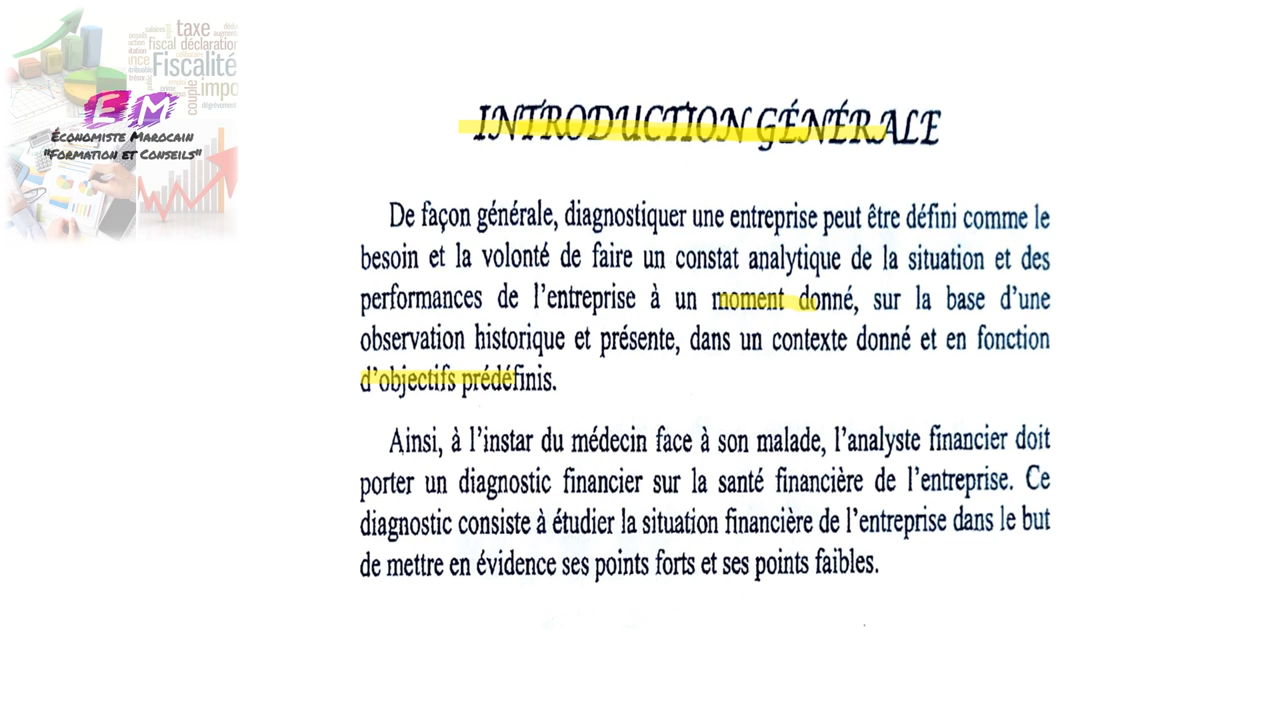 salaires
taxe
fiscal déclaration
Fiscalité
couple
dégrèvement
EM
Économiste Marocain
"Formation et Conseils"
INTRODUCTION GÉNÉRALE
De façon générale, diagnostiquer une entreprise peut être défini comme le
besoin et la volonté de faire un constat analytique de la situation et des
performances de l'entreprise à un moment donné, sur la base d'une
observation historique et présente, dans un contexte donné et en fonction
d'objectifs prédéfinis.
Ainsi, à l'instar du médecin face à son malade, l'analyste financier doit
porter un diagnostic financier sur la santé financière de l'entreprise. Ce
diagnostic consiste à étudier la situation financière de l'entreprise dans le but
de mettre en évidence ses points forts et ses points faibles.